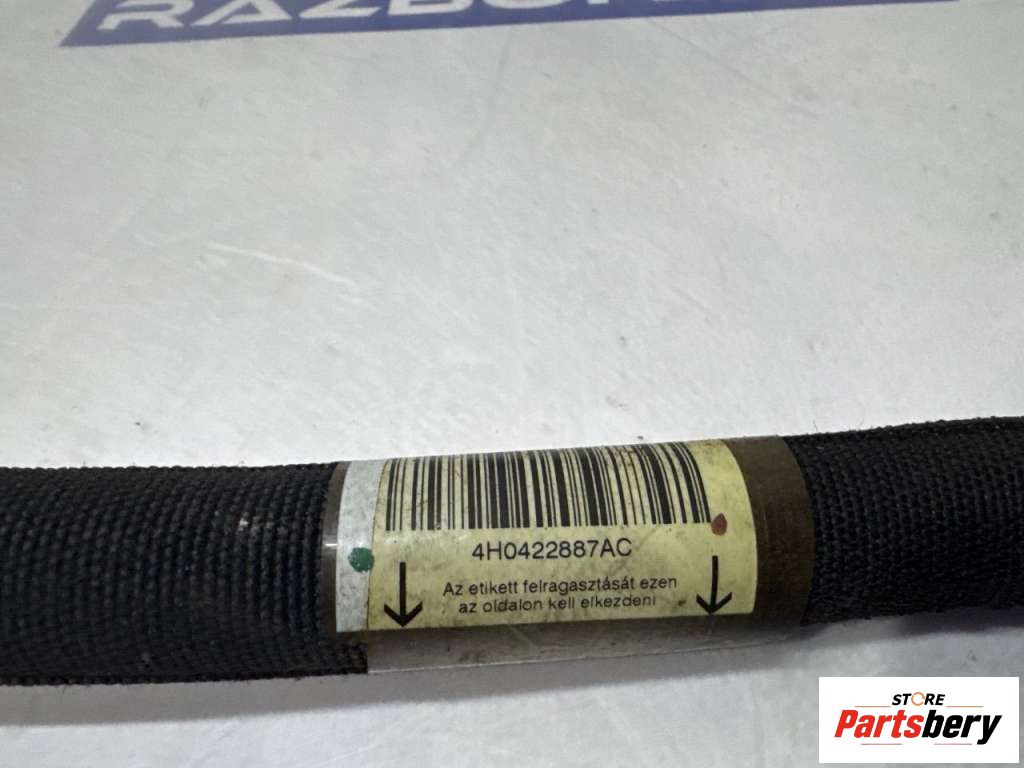 4H0422887AC
Az etikett felragasztását ezen
az oldalon kell elkezdeni
STORE
Partsbery